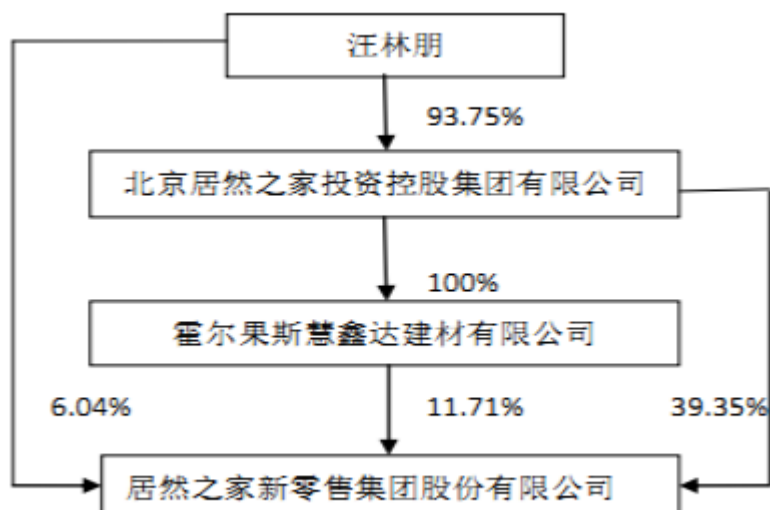 汪林朋
93.75%
北京居然之家投资控股集团有限公司
100%
霍尔果斯慧鑫达建材有限公司
6.04%
11.71%
39.35%
居然之家新零售集团股份有限公司